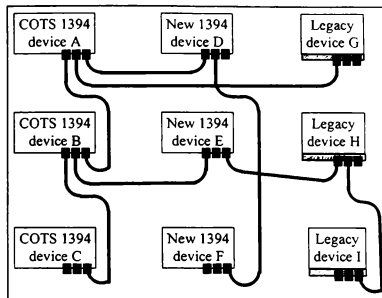 COTS 1394 New 1394 Legacy
device A device D device G
COTS 1394 New 1394 Legacy
device B device E device H
COTS 1394 New 1394 Legacy
device C device F device I